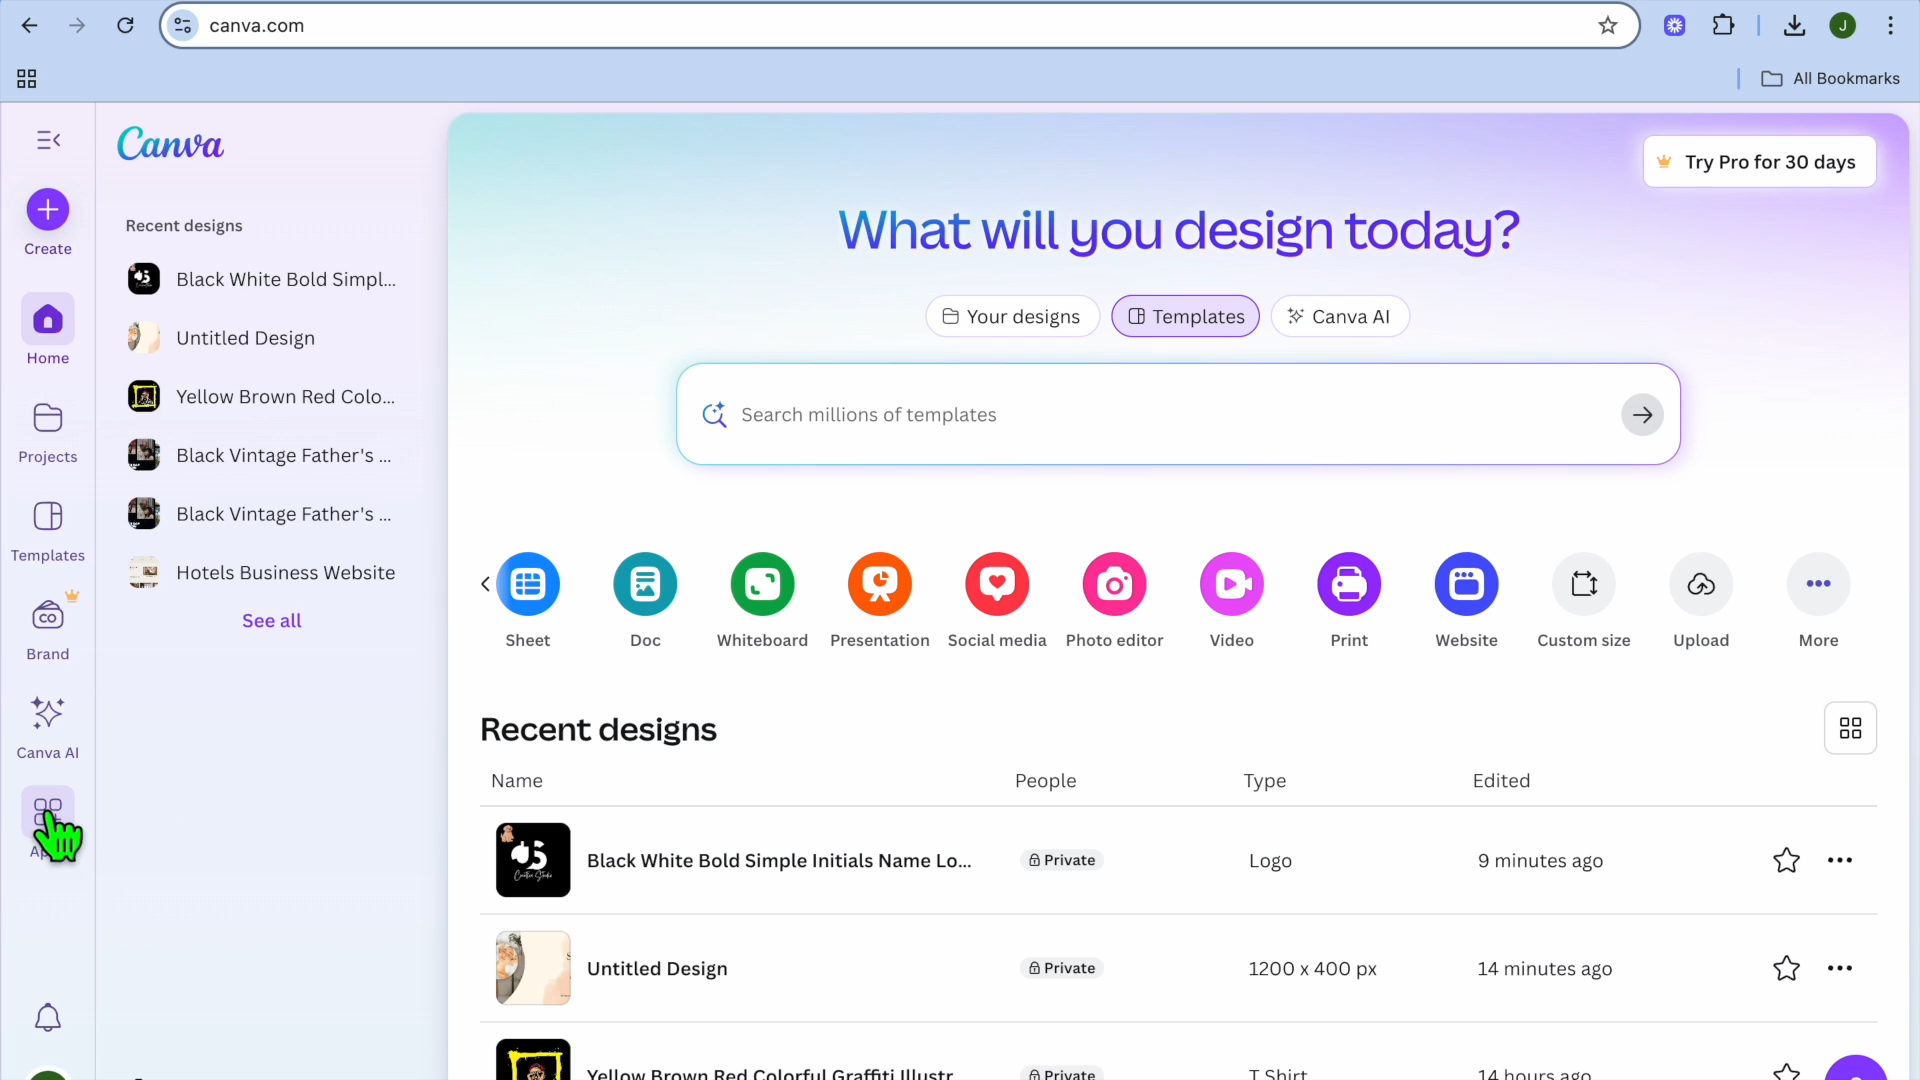 canva.com
J
All Bookmarks
Canva
Try Pro for 30 days
Create
Recent designs
What will you design today?
Black White Bold Simpl...
Your designs
Templates
Canva AI
Home
Untitled Design
Yellow Brown Red Colo...
Search millions of templates
Projects
Black Vintage Father's ...
Black Vintage Father's ...
Templates
Hotels Business Website
See all
Brand
Sheet
Doc
Whiteboard
Presentation
Social media
Photo editor
Video
Print
Website
Custom size
Upload
More
Canva AI
Recent designs
Name
People
Type
Edited
Black White Bold Simple Initials Name Lo...
Private
Logo
9 minutes ago
Untitled Design
Private
1200 x 400 px
14 minutes ago
Yellow Brown Red Colorful Graffiti Illustr
Private
T Shirt
14 hours ago